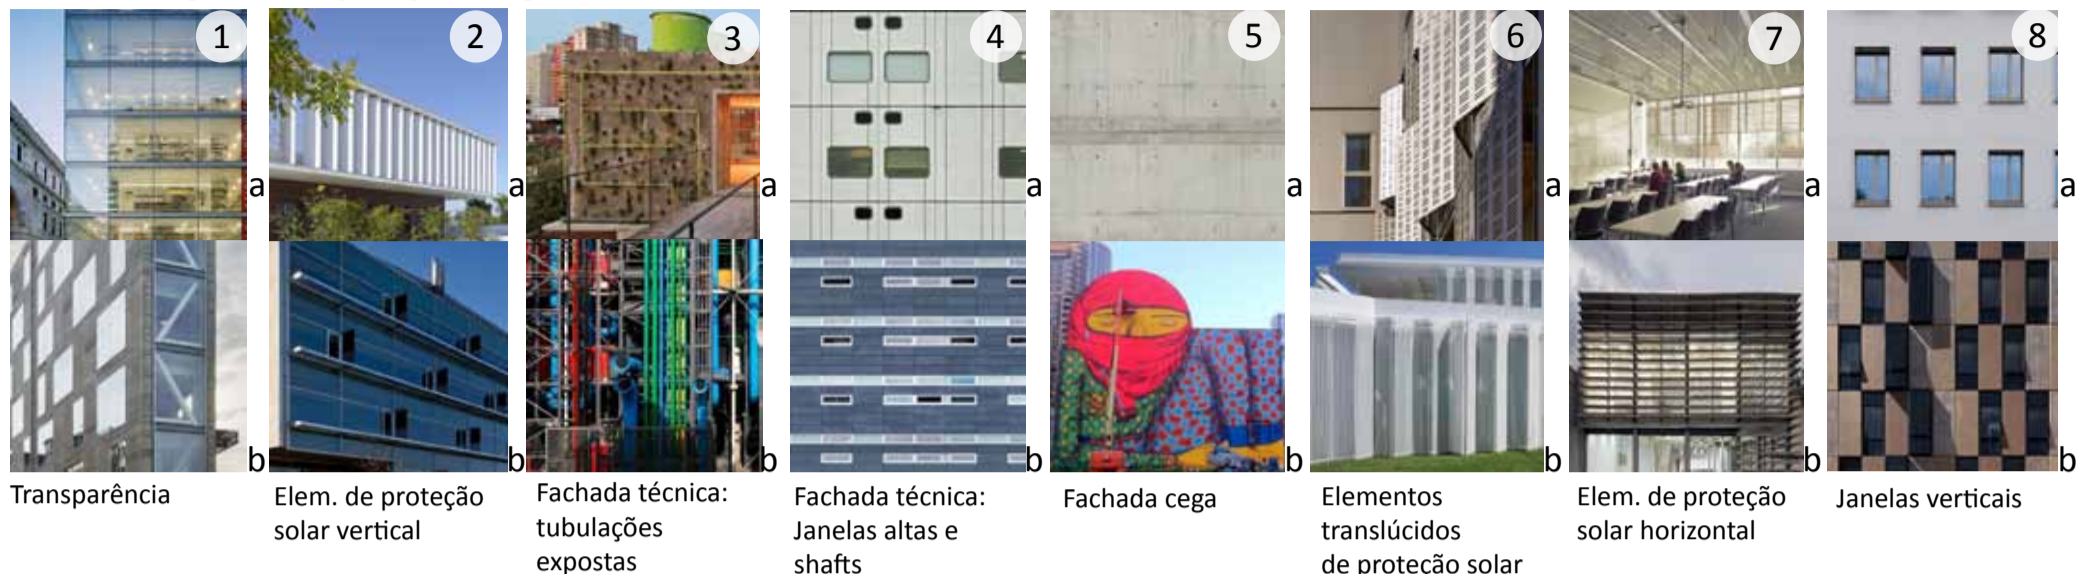 1
2
3
4
5
6
7
8
a
a
a
a
a
a
a
a
b
b
b
b
b
b
b
b
Transparência
Elem. de proteção
solar vertical
Fachada técnica:
tubulações
expostas
Fachada técnica:
Janelas altas e
shafts
Fachada cega
Elementos
translúcidos
de proteção solar
Elem. de proteção
solar horizontal
Janelas verticais